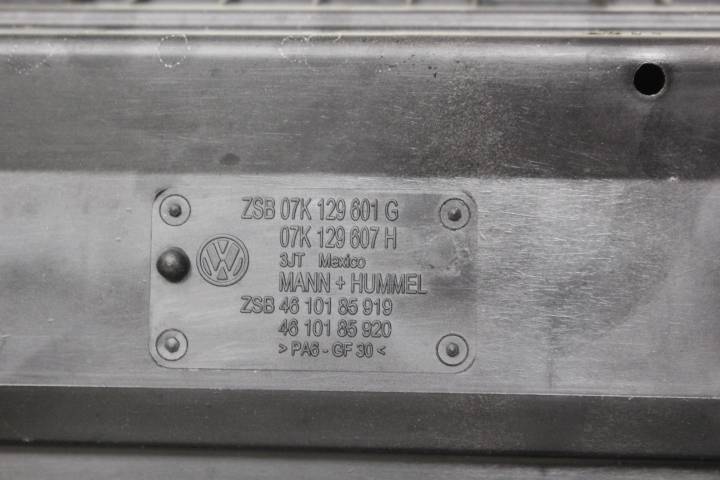 ZSB 07K 129 601 G
07K 129 607 H
3JT Mexico
MANN + HUMMEL
ZSB 46 101 85 919
46 101 85 920
> PA6 - GF 30 <